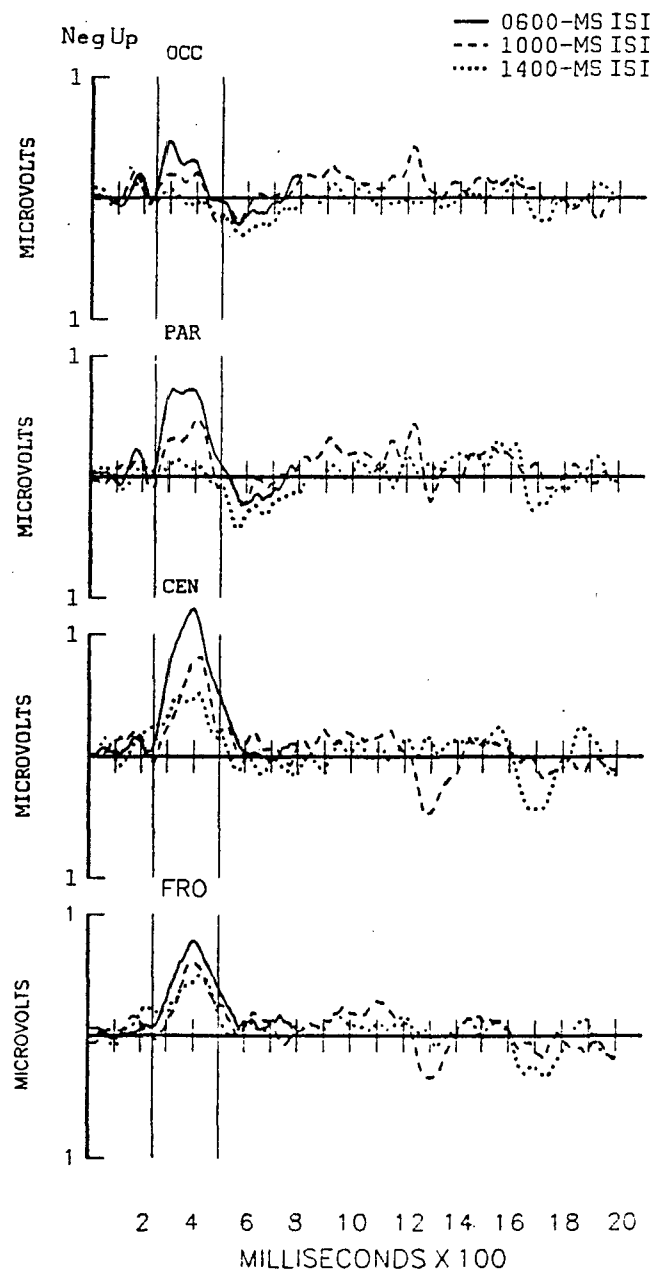 Neg Up
0600-MS ISI
1000-MS ISI
1400-MS ISI
OCC
1
MICROVOLTS
1
PAR
1
MICROVOLTS
1
CEN
1
MICROVOLTS
1
FRO
1
MICROVOLTS
1
2 4 6 8 10 12 14 16 18 20
MILLISECONDS X 100